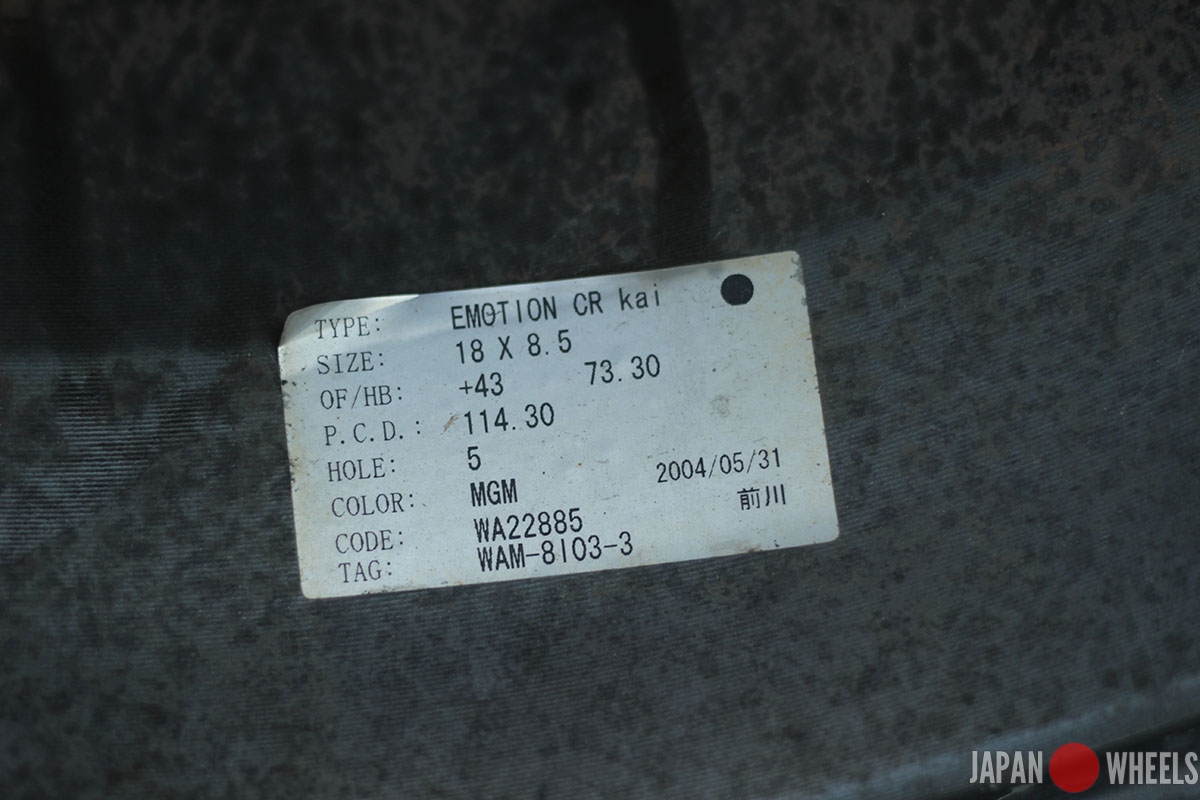 TYPE: EMOTION CR kai
SIZE: 18 X 8.5
OF/HB: +43 73.30
P.C.D.: 114.30
HOLE: 5
COLOR: MGM 2004/05/31
CODE: WA22885 前川
TAG: WAM-8I03-3
JAPAN WHEELS